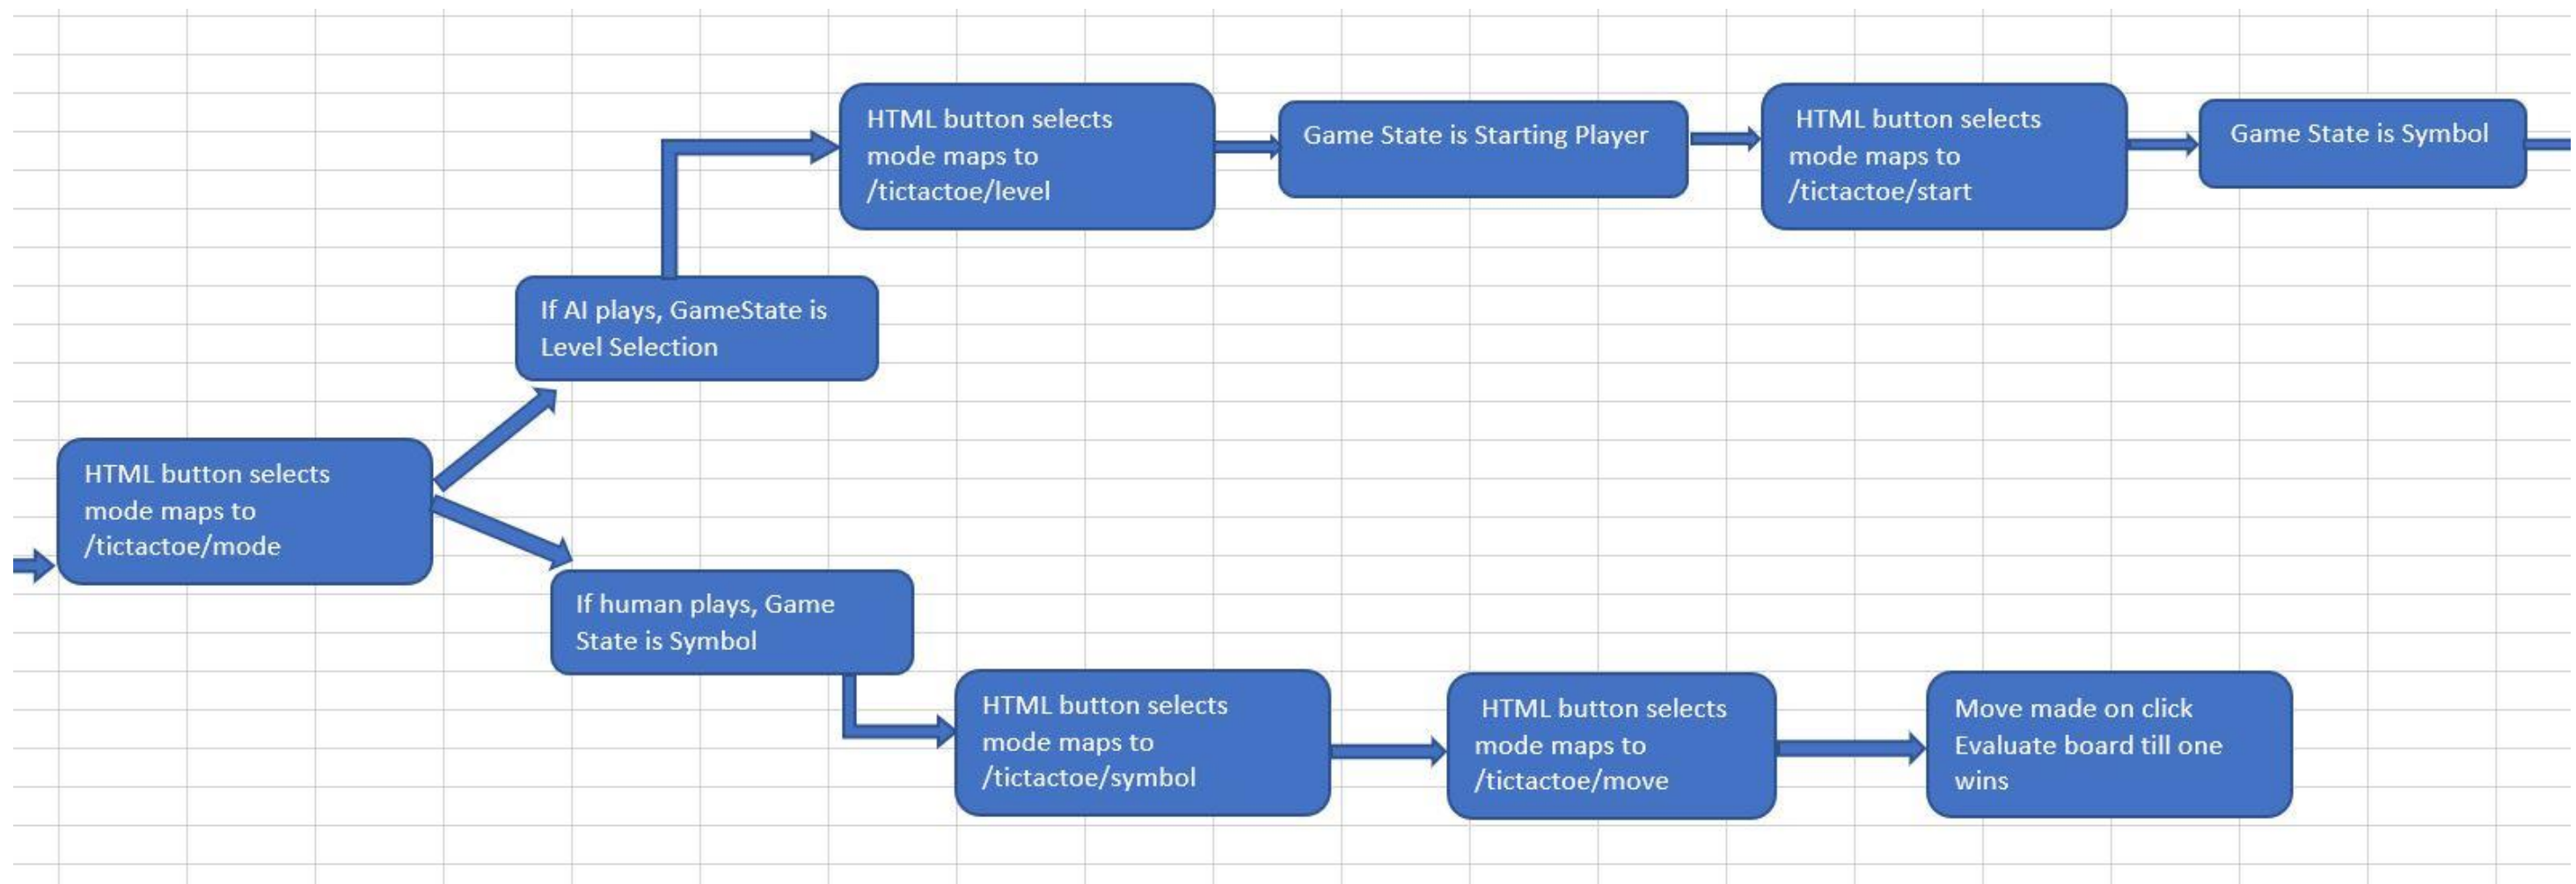 HTML button selects
mode maps to
/tictactoe/level
Game State is Starting Player
HTML button selects
mode maps to
/tictactoe/start
Game State is Symbol
If AI plays, GameState is
Level Selection
HTML button selects
mode maps to
/tictactoe/mode
If human plays, Game
State is Symbol
HTML button selects
mode maps to
/tictactoe/symbol
HTML button selects
mode maps to
/tictactoe/move
Move made on click
Evaluate board till one
wins